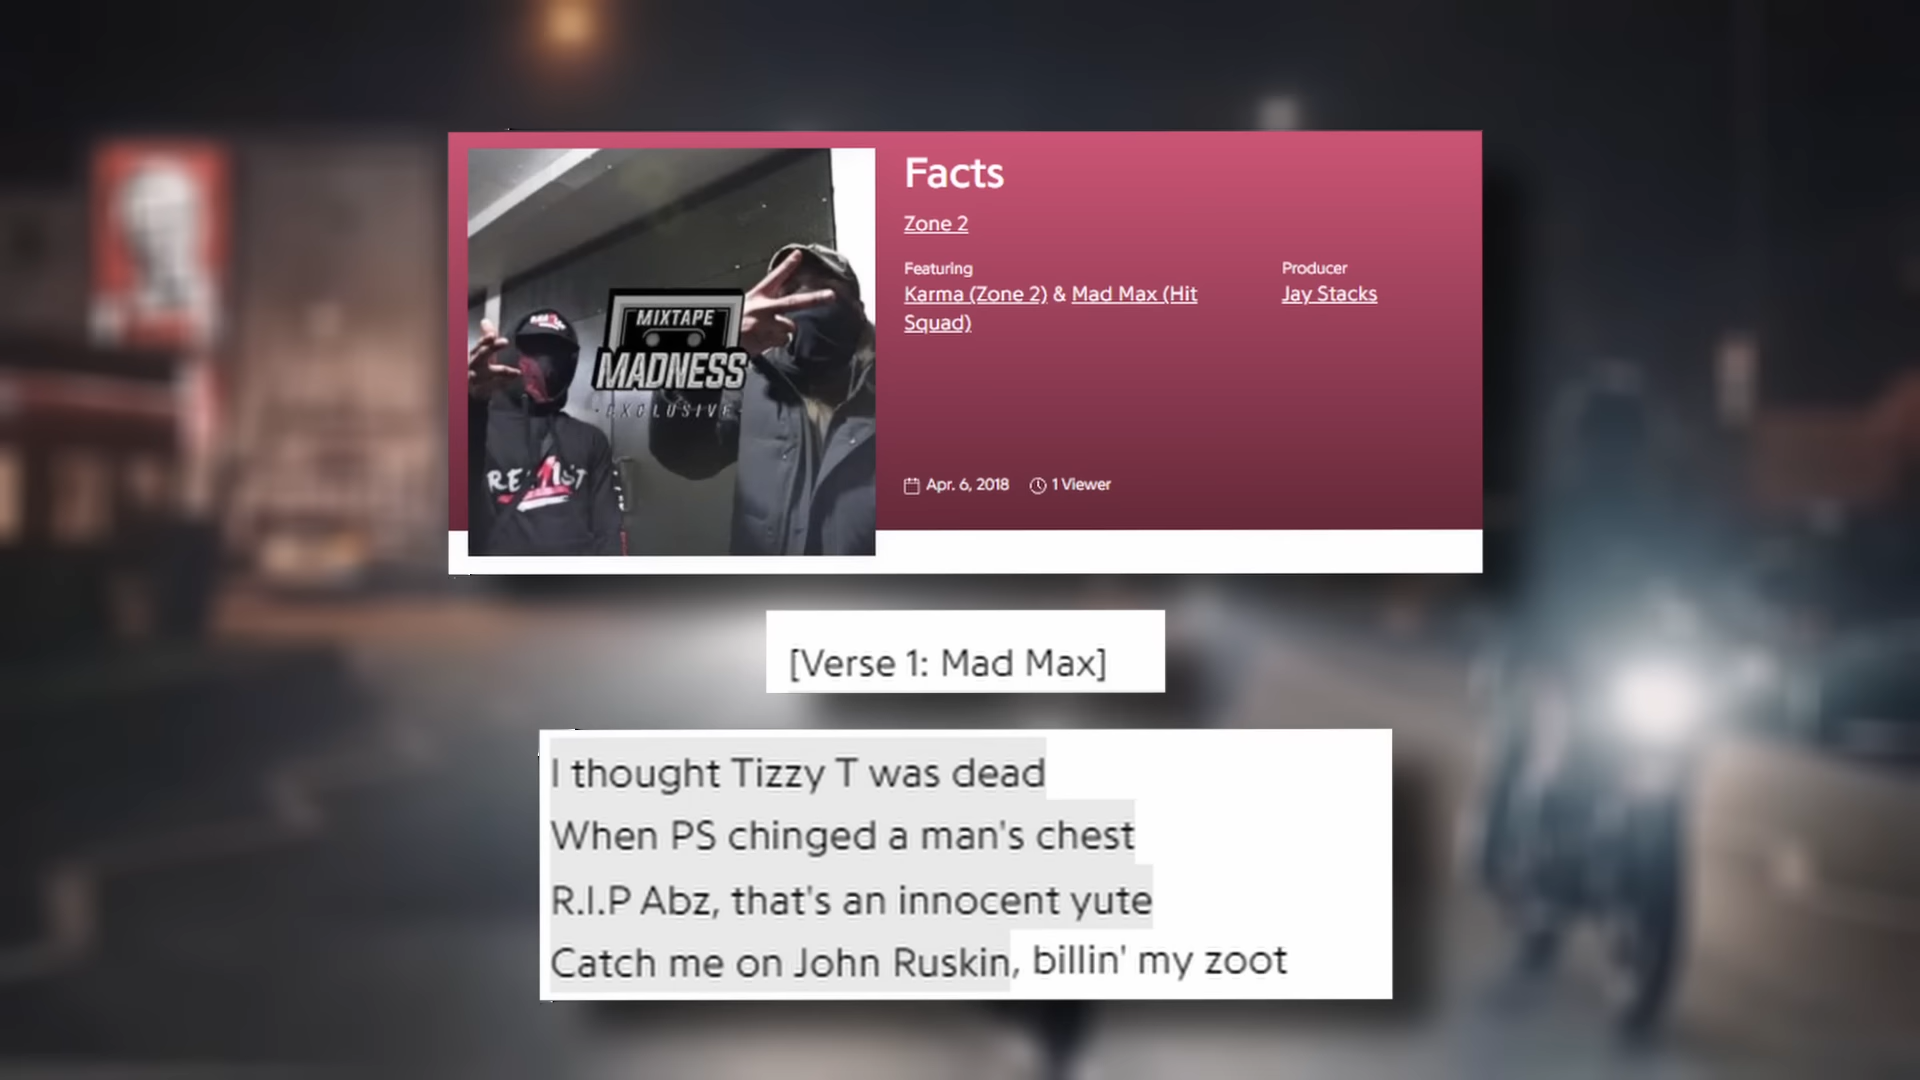 Facts
Zone 2
Featuring
Karma (Zone 2) & Mad Max (Hit
Squad)
Producer
Jay Stacks
Apr. 6, 2018 1 Viewer
MIXTAPE
MADNESS
EXCLUSIVE
[Verse 1: Mad Max]
I thought Tizzy T was dead
When PS chinged a man's chest
R.I.P Abz, that's an innocent yute
Catch me on John Ruskin, billin' my zoot